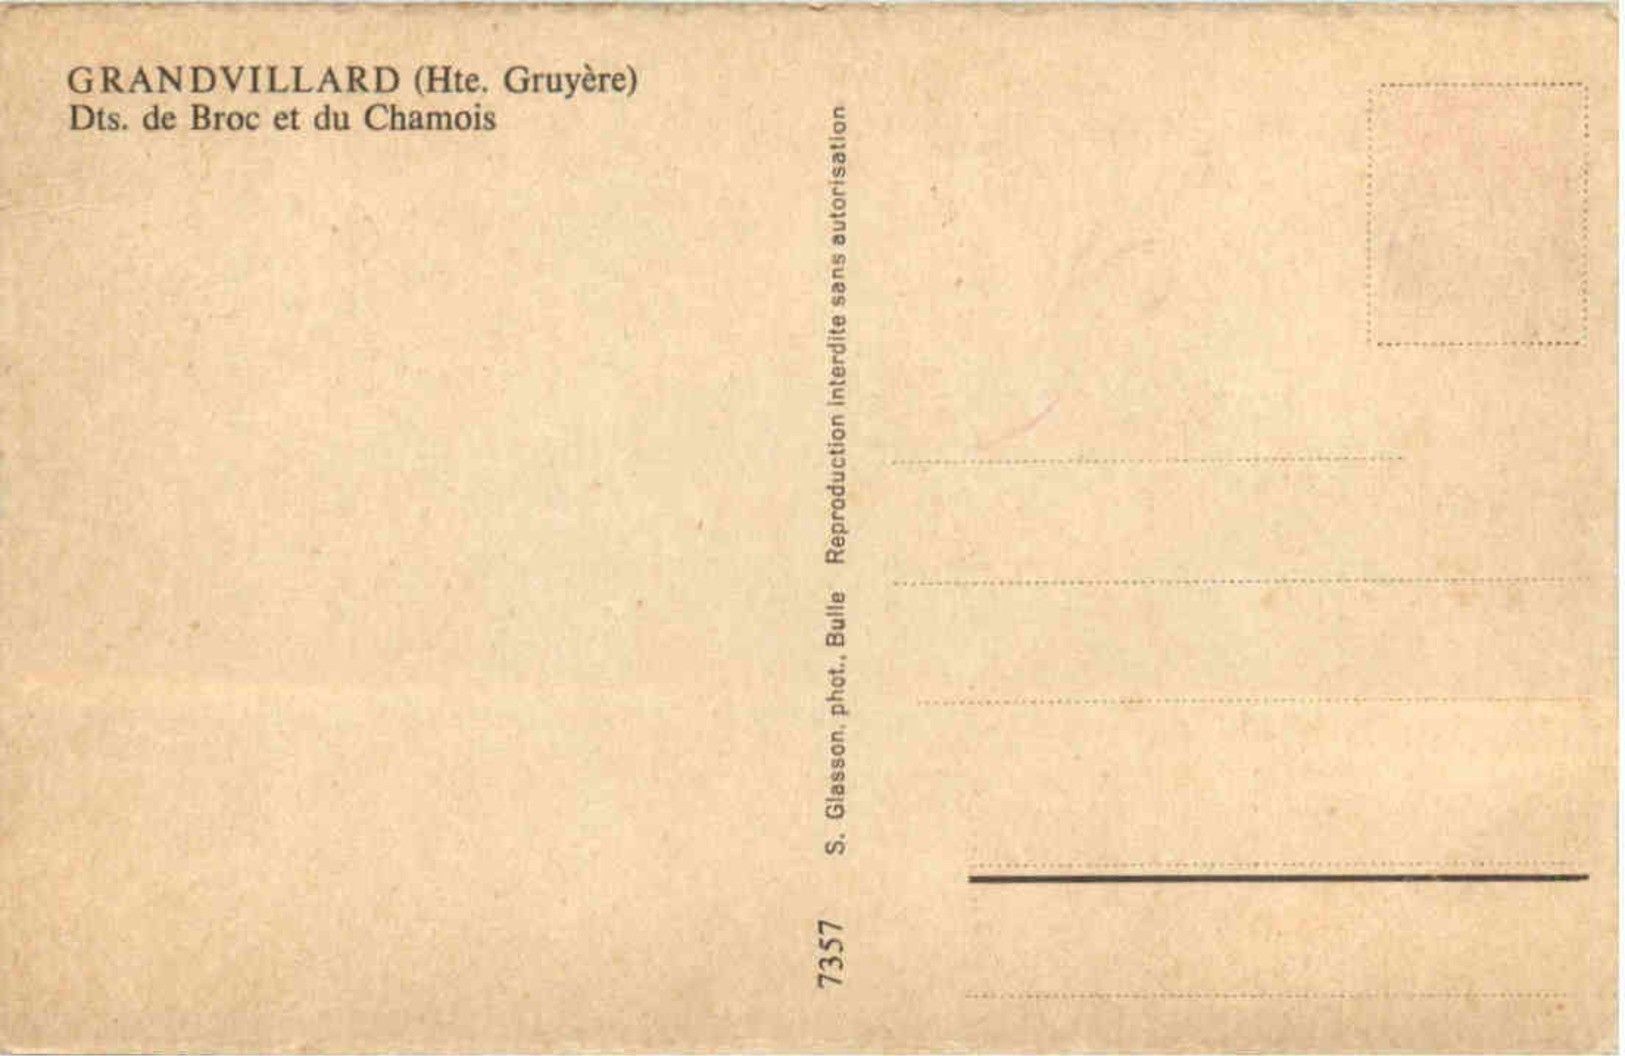 GRANDVILLARD (Hte. Gruyère)
Dts. de Broc et du Chamois
7357 S. Glasson, phot., Bulle Reproduction interdite sans autorisation